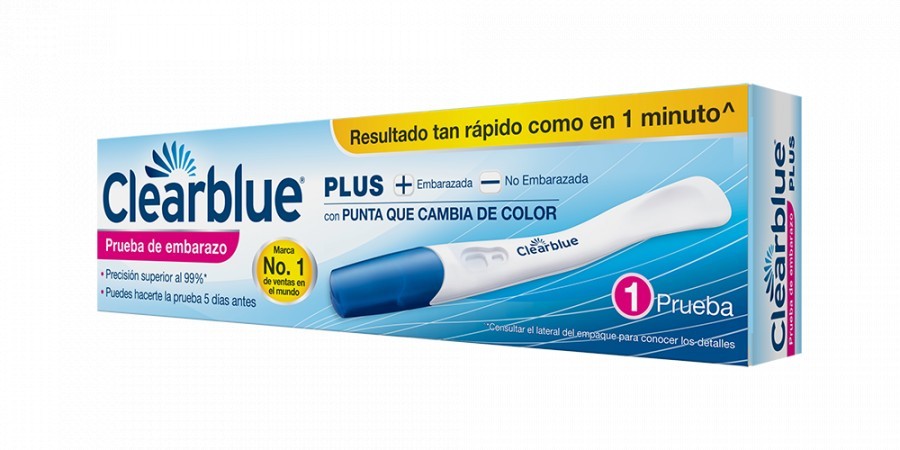 Resultado tan rápido como en 1 minuto^
Clearblue®
PLUS + Embarazada – No Embarazada
con PUNTA QUE CAMBIA DE COLOR
Prueba de embarazo
• Precisión superior al 99%*
• Puedes hacerte la prueba 5 días antes
Marca
No. 1
de ventas en
el mundo
Clearblue
1 Prueba
*Consultar el lateral del empaque para conocer los detalles
Clearblue PLUS
Prueba de embarazo
1 Prueba